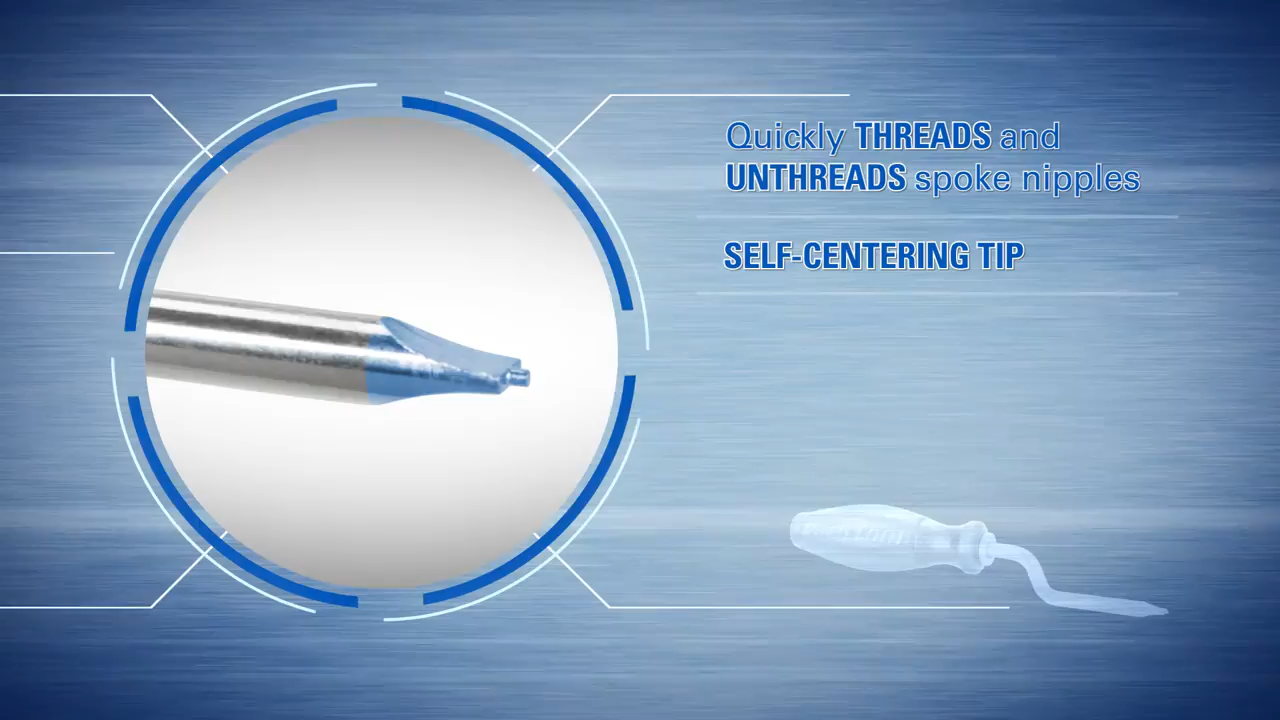 Quickly THREADS and
UNTHREADS spoke nipples
SELF-CENTERING TIP